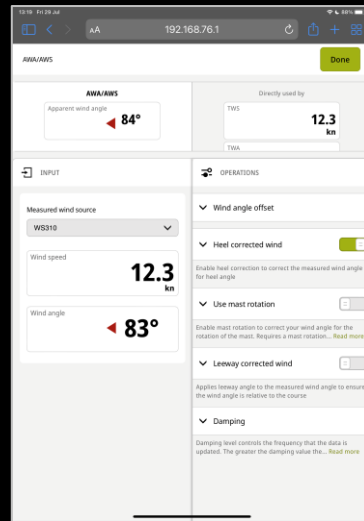 13:19 Fri 29 Jul
88%
AA
192.168.76.1
AWA/AWS
Done
AWA/AWS
Apparent wind angle
84°
Directly used by
TWS
12.3
kn
TWA
INPUT
Measured wind source
WS310
Wind speed
12.3
kn
Wind angle
83°
OPERATIONS
Wind angle offset
Heel corrected wind
Enable heel correction to correct the measured wind angle
for heel angle
Use mast rotation
Enable mast rotation to correct your wind angle for the
rotation of the mast. Requires a mast rotation... Read more
Leeway corrected wind
Applies leeway angle to the measured wind angle to ensure
the wind angle is relative to the course
Damping
Damping level controls the frequency that the data is
updated. The greater the damping value the... Read more